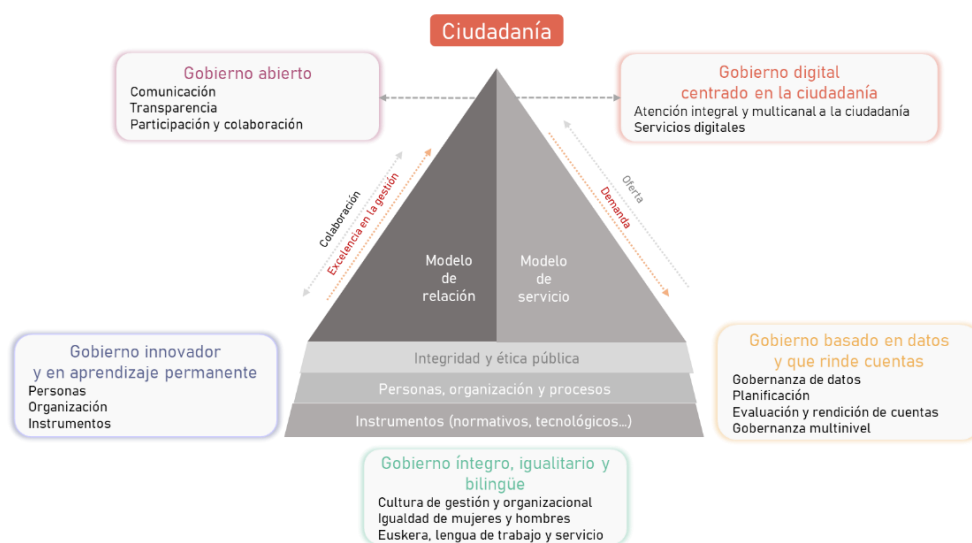 Ciudadanía
Gobierno abierto
Comunicación
Transparencia
Participación y colaboración
Gobierno digital
centrado en la ciudadanía
Atención integral y multicanal a la ciudadanía
Servicios digitales
Colaboración
Excelencia en la gestión
Oferta
Demanda
Modelo
de
relación
Modelo
de
servicio
Integridad y ética pública
Personas, organización y procesos
Instrumentos (normativos, tecnológicos...)
Gobierno innovador
y en aprendizaje permanente
Personas
Organización
Instrumentos
Gobierno basado en datos
y que rinde cuentas
Gobernanza de datos
Planificación
Evaluación y rendición de cuentas
Gobernanza multinivel
Gobierno íntegro, igualitario y
bilingüe
Cultura de gestión y organizacional
Igualdad de mujeres y hombres
Euskera, lengua de trabajo y servicio